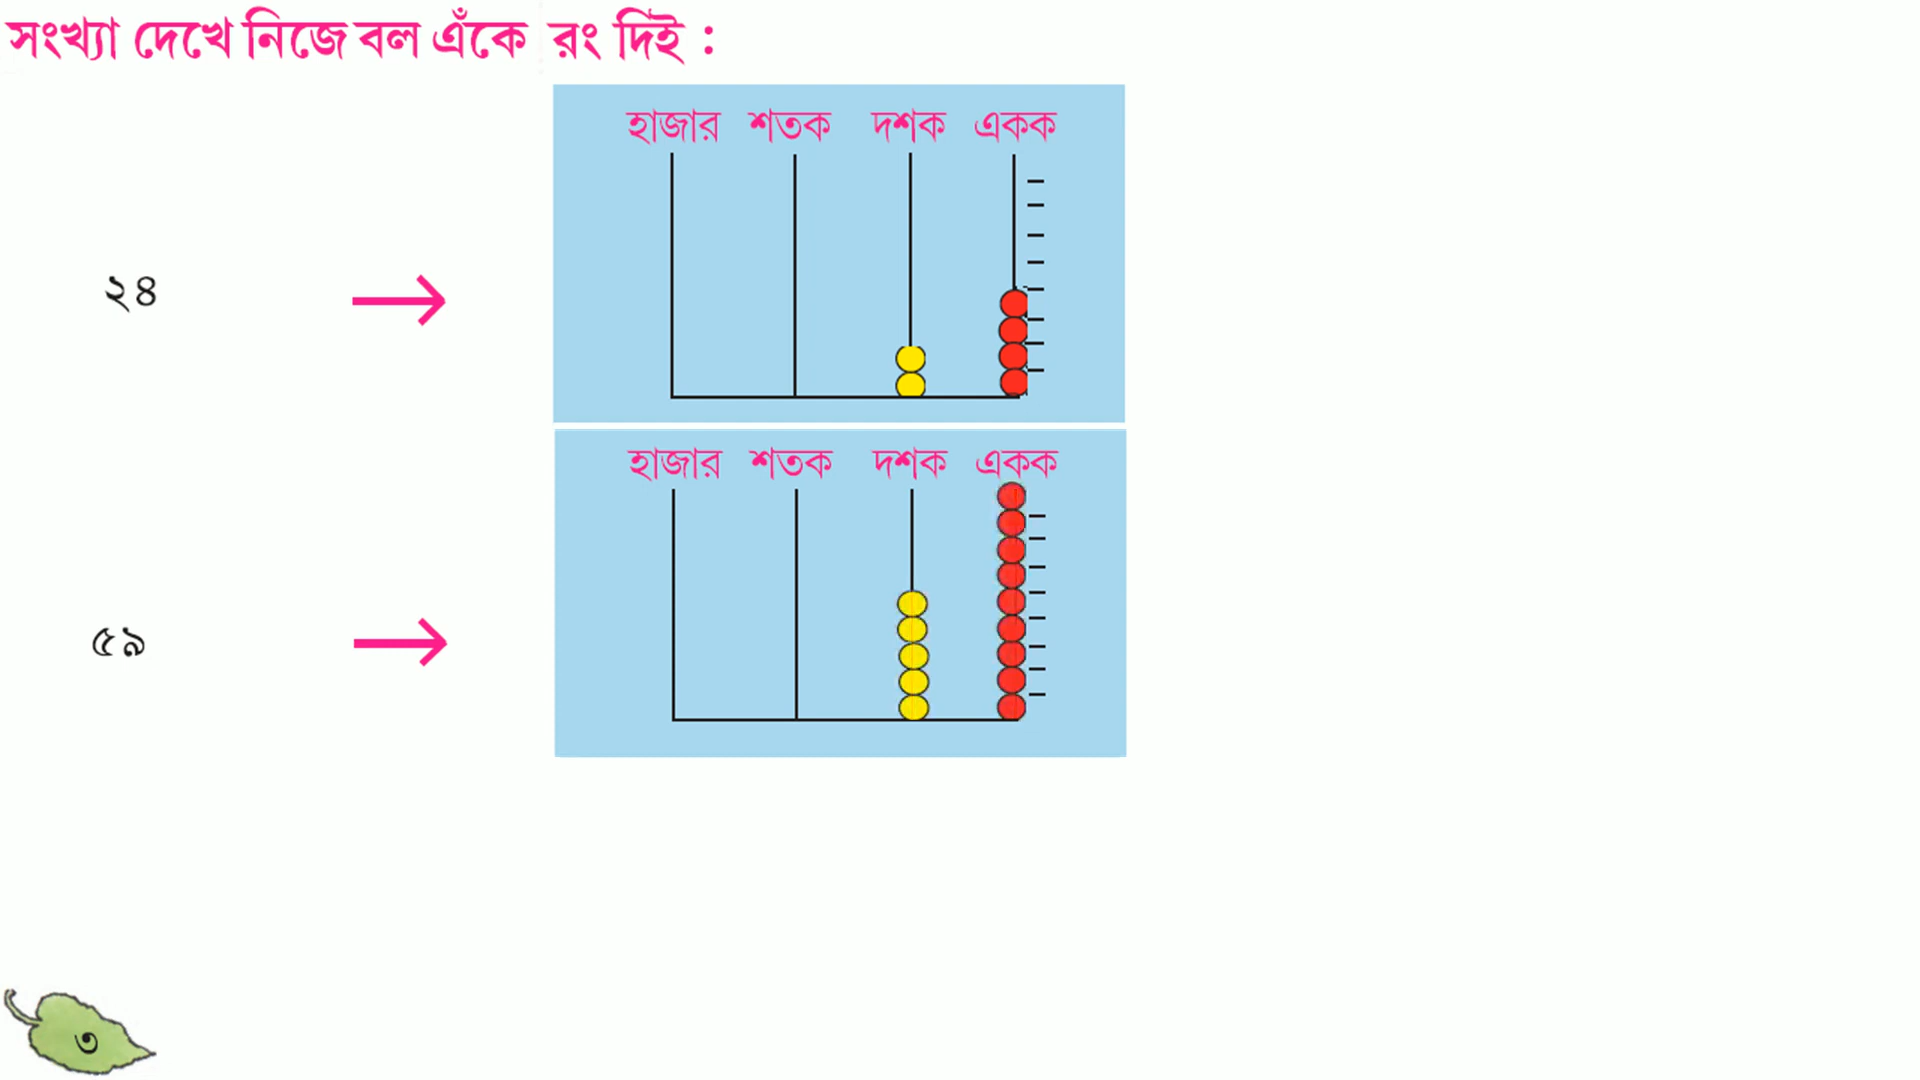 সংখ্যা দেখে নিজে বল এঁকে রং দিই :
হাজার শতক দশক একক
২৪
হাজার শতক দশক একক
৫৯
৩